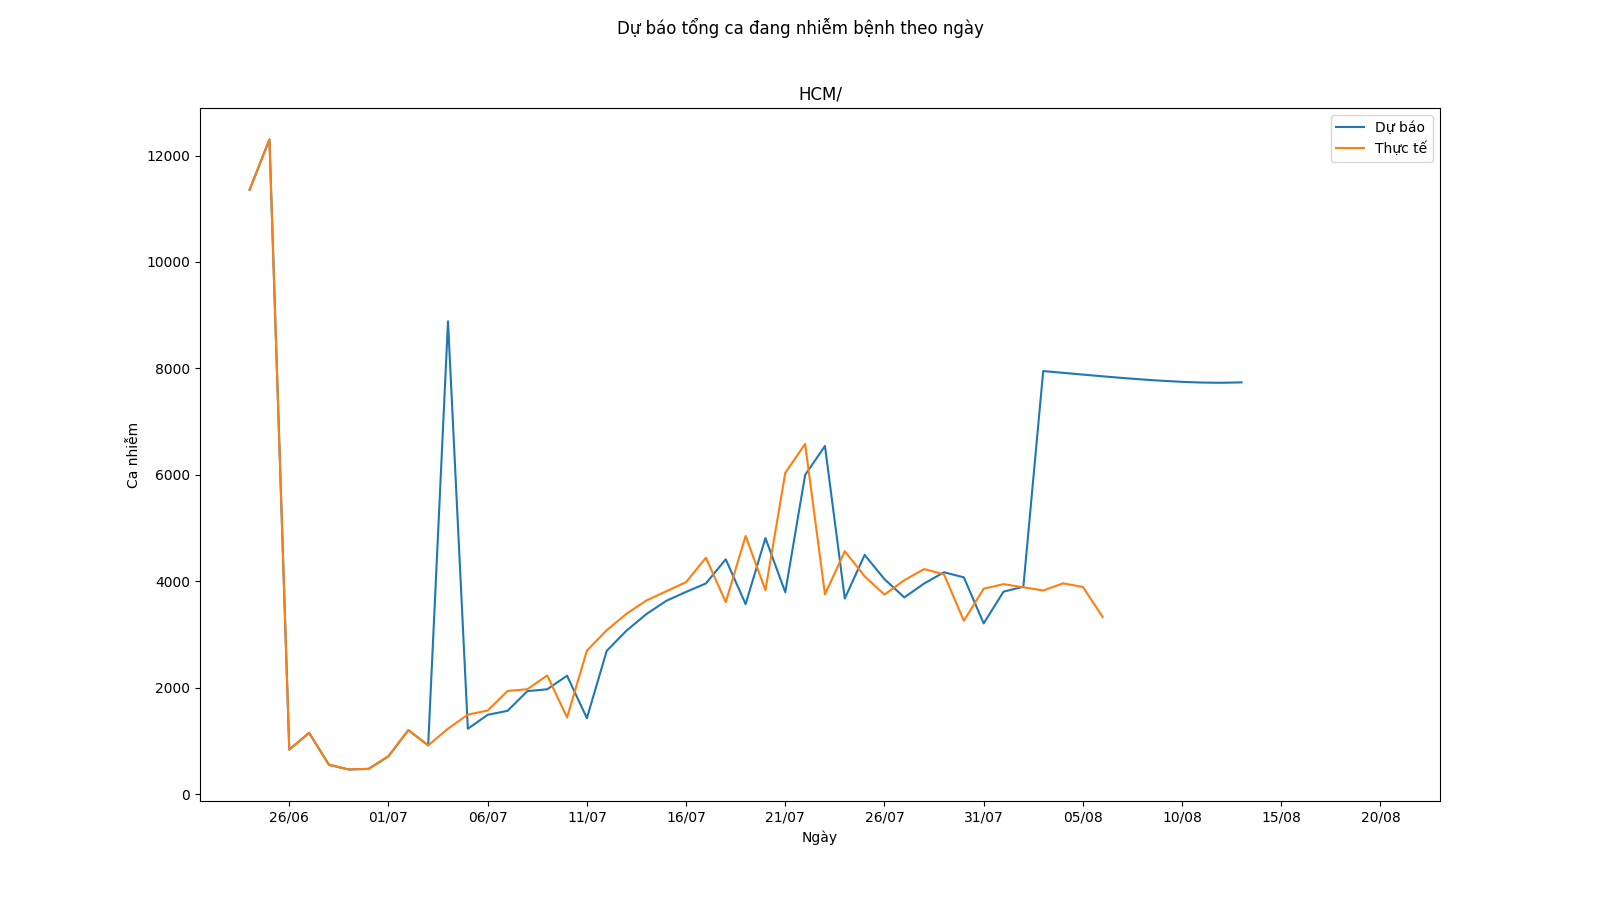 Dự báo tổng ca đang nhiễm bệnh theo ngày
HCM/
Dự báo
Thực tế
12000
10000
8000
6000
4000
2000
0
Ca nhiễm
26/06 01/07 06/07 11/07 16/07 21/07 26/07 31/07 05/08 10/08 15/08 20/08
Ngày